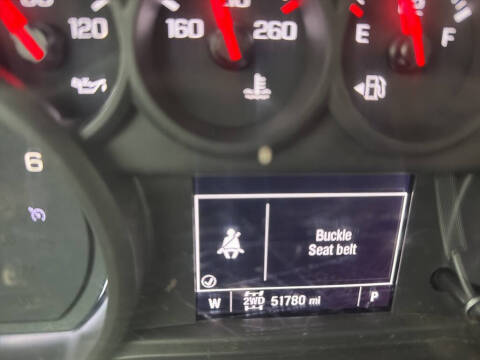 120
160
260
E
F
6
Buckle
Seat belt
W 2WD 51780 mi P